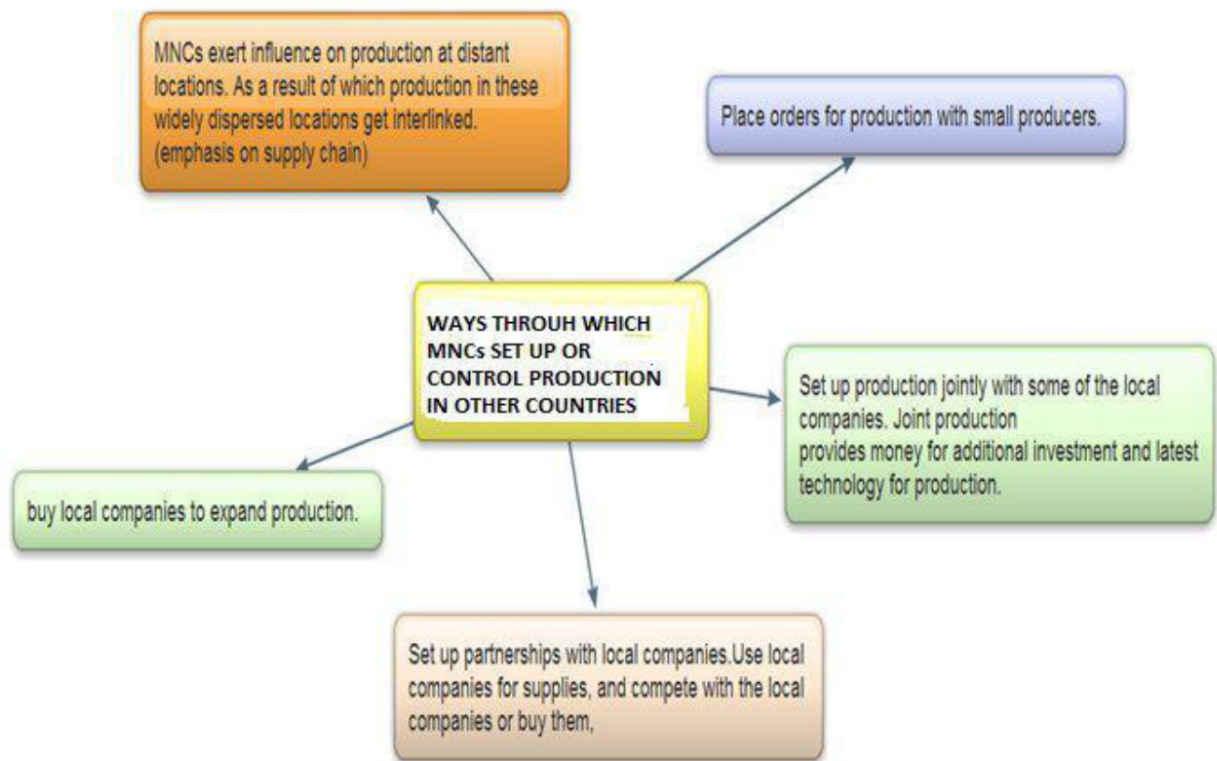 MNCs exert influence on production at distant
locations. As a result of which production in these
widely dispersed locations get interlinked.
(emphasis on supply chain)
Place orders for production with small producers.
WAYS THROUH WHICH
MNCs SET UP OR
CONTROL PRODUCTION
IN OTHER COUNTRIES
Set up production jointly with some of the local
companies. Joint production
provides money for additional investment and latest
technology for production.
buy local companies to expand production.
Set up partnerships with local companies.Use local
companies for supplies, and compete with the local
companies or buy them,